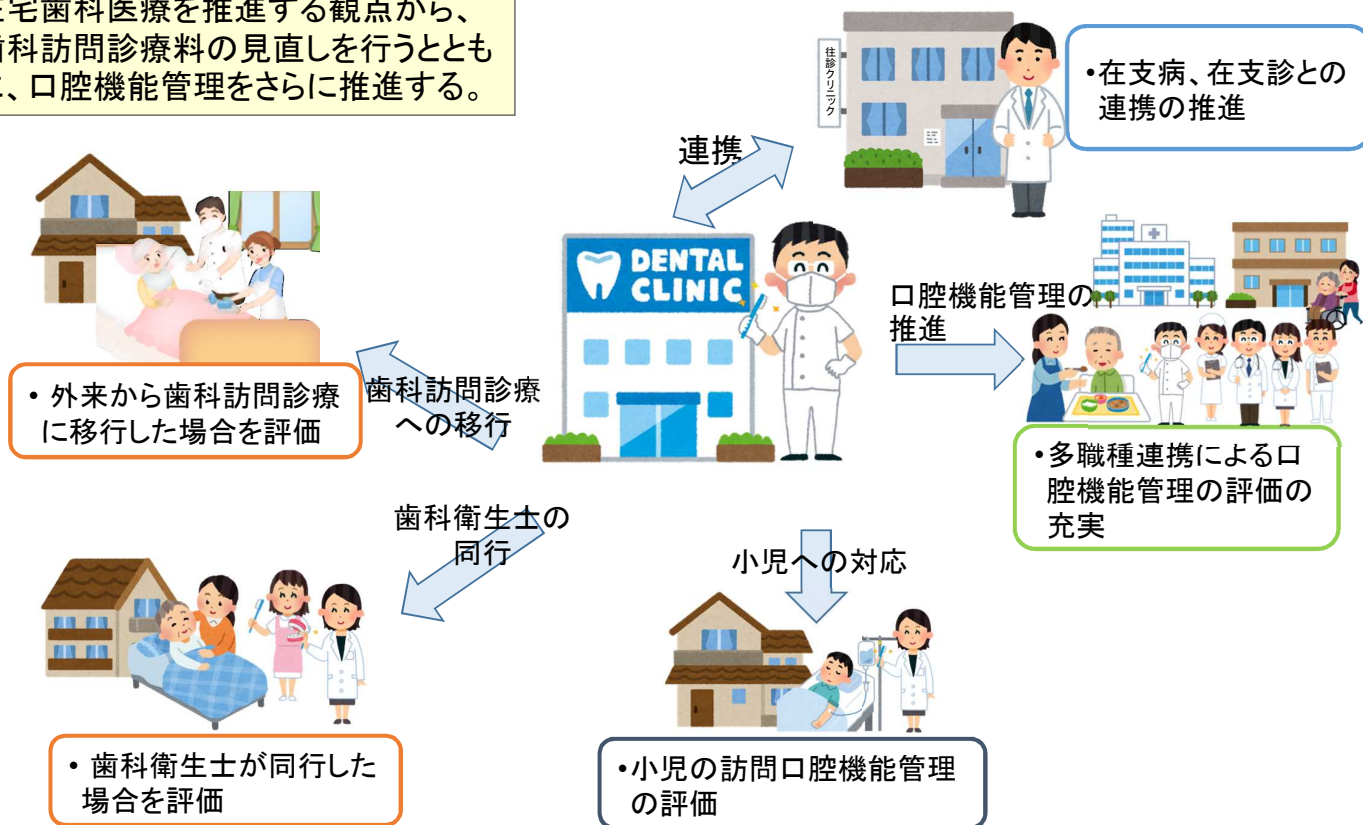 宅歯科医療を推進する観点から、
歯科訪問診療料の見直しを行うととも
、口腔機能管理をさらに推進する。
往診クリニック
・在支病、在支診との
連携の推進
連携
DENTAL
CLINIC
口腔機能管理の
推進
・外来から歯科訪問診療
に移行した場合を評価
歯科訪問診療
への移行
・多職種連携による口
腔機能管理の評価の
充実
歯科衛生士の
同行
小児への対応
・歯科衛生士が同行した
場合を評価
・小児の訪問口腔機能管理
の評価